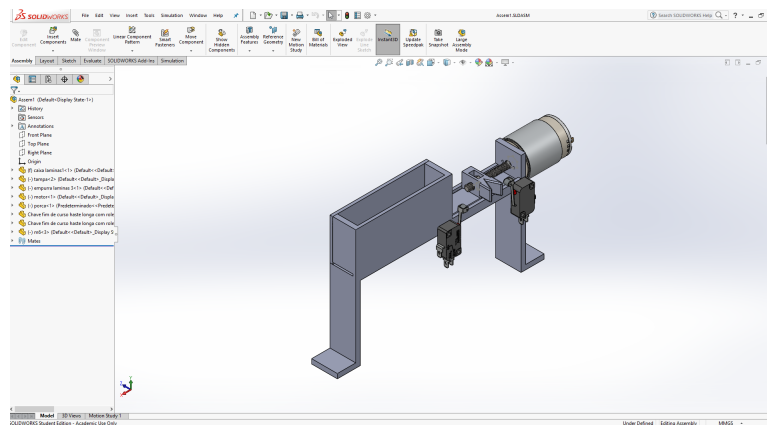 SOLIDWORKS File Edit View Insert Tools Simulation Window Help Assem1.SLDASM Search SOLIDWORKS Help
Edit Component Insert Components Mate Component Preview Window Linear Component Pattern Smart Fasteners Move Component Show Hidden Components Assembly Features Reference Geometry New Motion Study Bill of Materials Exploded View Explode Line Sketch Instant3D Update Speedpak Take Snapshot Large Assembly Mode
Assembly Layout Sketch Evaluate SOLIDWORKS Add-Ins Simulation
Assem1 (Default<Display State-1>)
History
Sensors
Annotations
Front Plane
Top Plane
Right Plane
Origin
(f) caixa laminas1<1> (Default<<Default:
(-) tampa<2> (Default<<Default>_Displa
(-) empurra laminas 3<1> (Default<<Def
(-) motor<1> (Default<<Default>_Displa
(-) porca<1> (Predeterminado<<Predete
Chave fim de curso haste longa com role
Chave fim de curso haste longa com role
(-) m6<3> (Default<<Default>_Display S
Mates
Z Y X
Model 3D Views Motion Study 1
SOLIDWORKS Student Edition - Academic Use Only Under Defined Editing Assembly MMGS